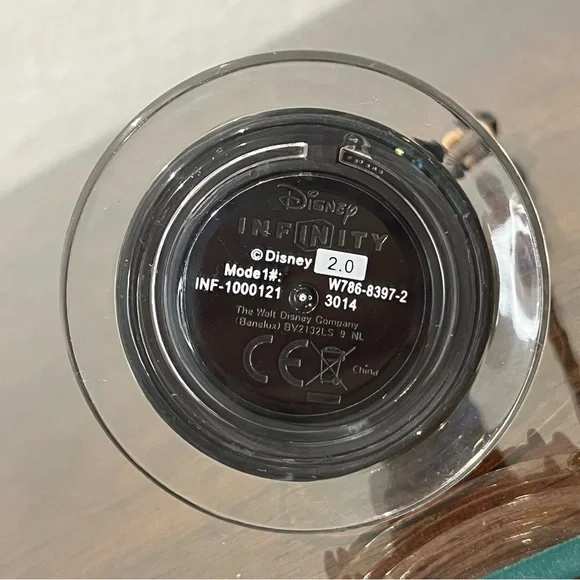 Disney
INFINITY
©Disney 2.0
Mode1#: W786-8397-2
INF-1000121 3014
The Walt Disney Company
(Benelux) BV2132LS 9 NL
CE
China